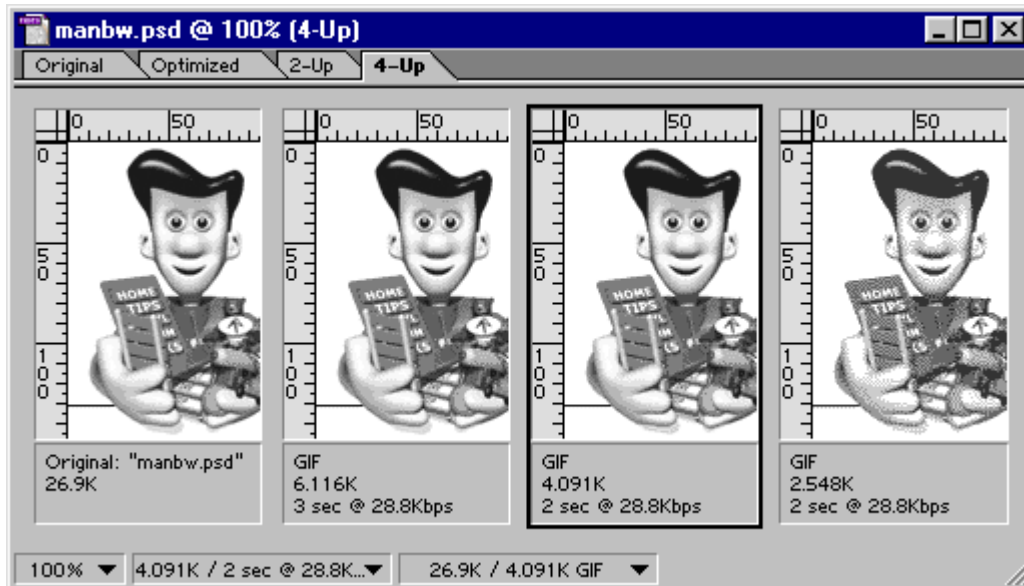 manbw.psd @ 100% (4-Up)
Original Optimized 2-Up 4-Up
0 50 0 50 0 50 0 50
0 0 0 0
50 50 50 50
HOME TIPS HOME TIPS HOME TIPS HOME TIPS
100 100 100 100
Original: "manbw.psd"
26.9K
GIF
6.116K
3 sec @ 28.8Kbps
GIF
4.091K
2 sec @ 28.8Kbps
GIF
2.548K
2 sec @ 28.8Kbps
100% 4.091K / 2 sec @ 28.8K... 26.9K / 4.091K GIF